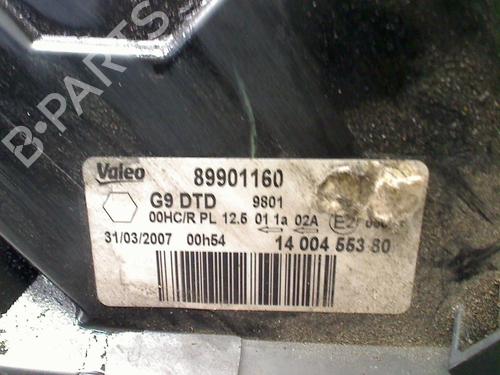 B-PARTS
Valeo 89901160
G9 DTD 9801
00HC/R PL 12.5 01 1a 02A E2
31/03/2007 00h54 14 004 553 80